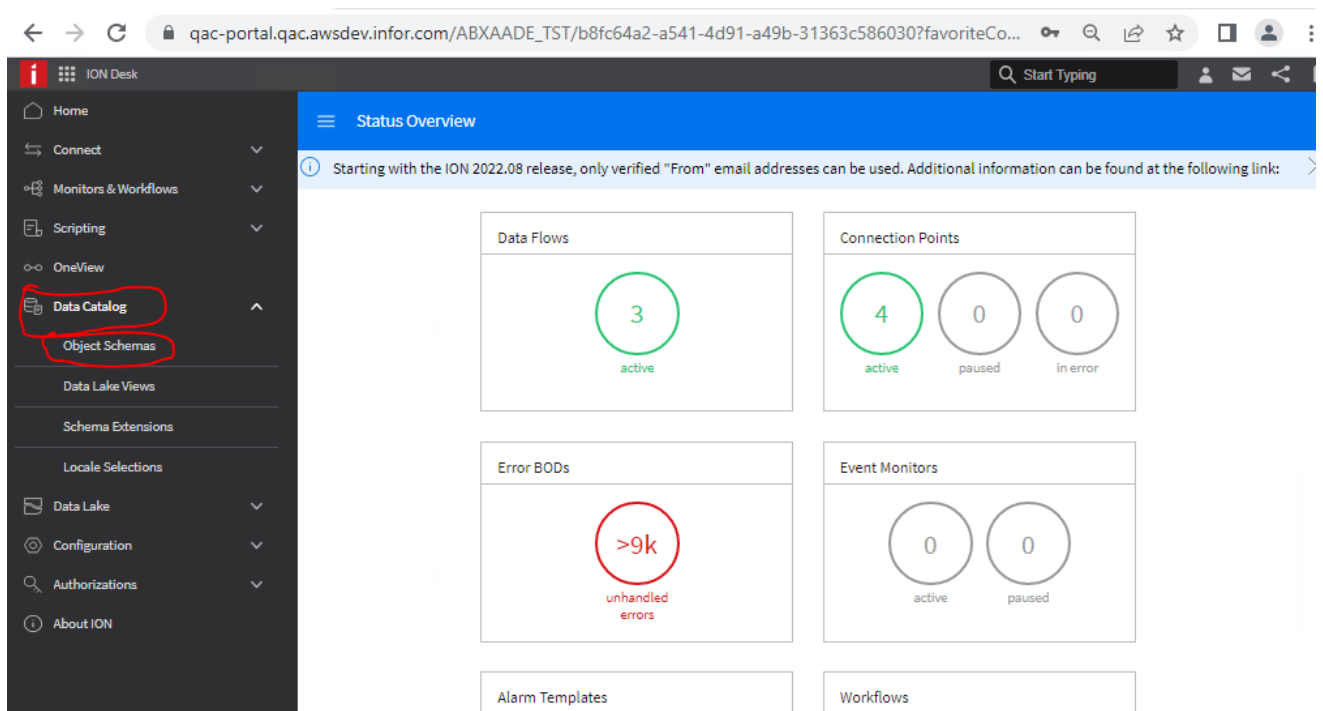 qac-portal.qac.awsdev.infor.com/ABXAADE_TST/b8fc64a2-a541-4d91-a49b-31363c586030?favoriteCo...
i ION Desk
Start Typing
Home
Connect
Monitors & Workflows
Scripting
OneView
Data Catalog
Object Schemas
Data Lake Views
Schema Extensions
Locale Selections
Data Lake
Configuration
Authorizations
About ION
Status Overview
Starting with the ION 2022.08 release, only verified "From" email addresses can be used. Additional information can be found at the following link:
Data Flows
3
active
Connection Points
4 0 0
active paused in error
Error BODs
>9k
unhandled
errors
Event Monitors
0 0
active paused
Alarm Templates
Workflows